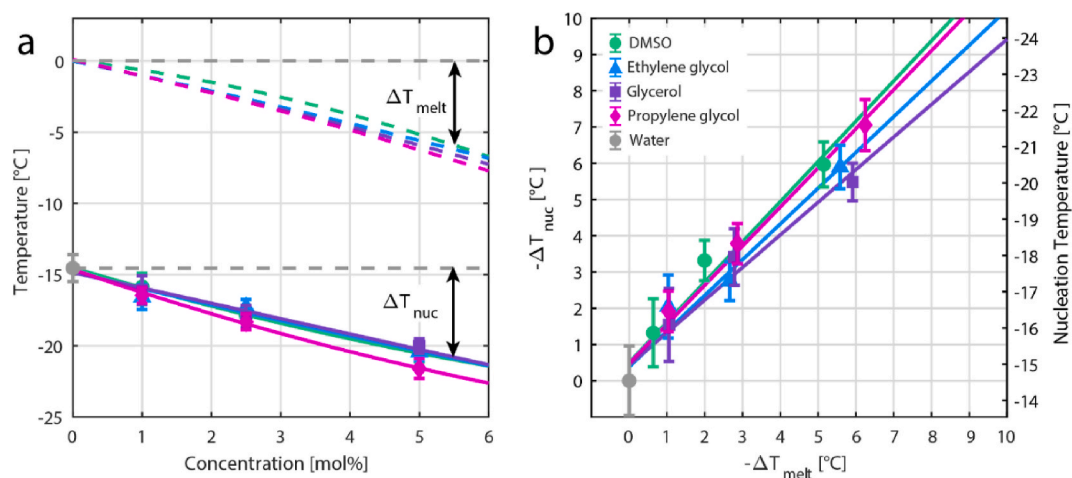 a
Temperature [°C]
0
-5
-10
-15
-20
-25
ΔTmelt
ΔTnuc
0 1 2 3 4 5 6
Concentration [mol%]
b
-ΔTnuc [°C]
10
9
8
7
6
5
4
3
2
1
0
DMSO
Ethylene glycol
Glycerol
Propylene glycol
Water
0 1 2 3 4 5 6 7 8 9 10
-ΔTmelt [°C]
-24
-23
-22
-21
-20
-19
-18
-17
-16
-15
-14
Nucleation Temperature [°C]